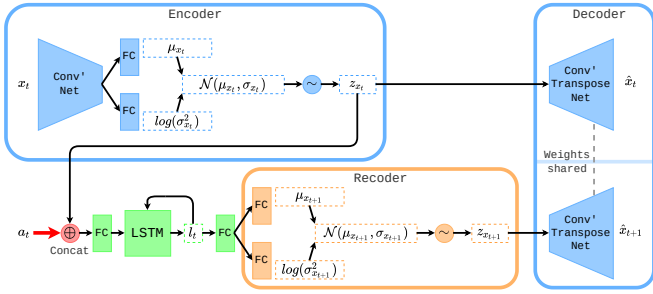 Encoder
Decoder
x_t
Conv'
Net
FC
μ_{x_t}
FC
log(σ²_{x_t})
𝒩(μ_{x_t}, σ_{x_t})
~
z_{x_t}
Conv'
Transpose
Net
x̂_t
Weights
shared
Recoder
a_t
⊕
Concat
FC
LSTM
l_t
FC
FC
μ_{x_{t+1}}
FC
log(σ²_{x_{t+1}})
𝒩(μ_{x_{t+1}}, σ_{x_{t+1}})
~
z_{x_{t+1}}
Conv'
Transpose
Net
x̂_{t+1}